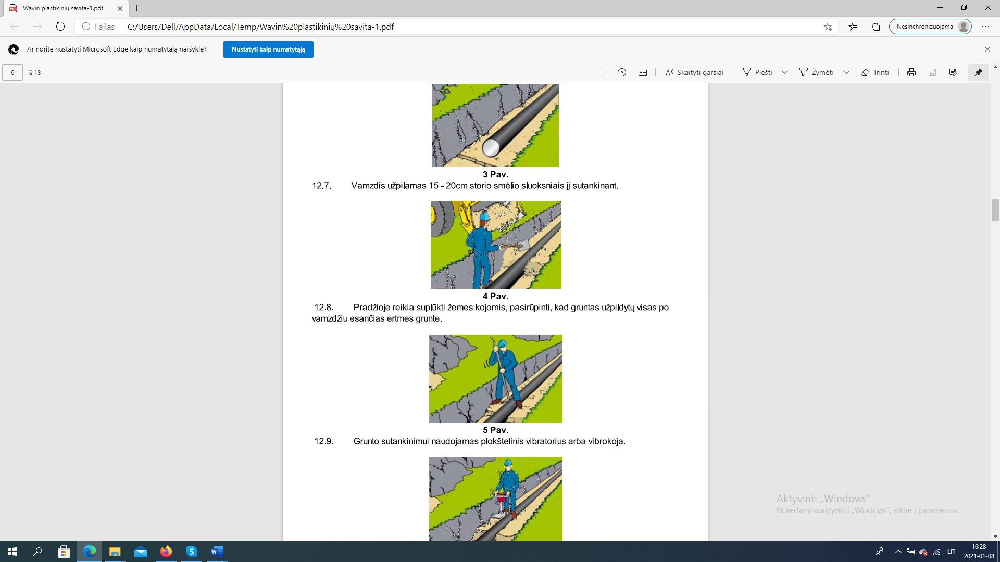 Wavin plastikinių savita-1.pdf
Failas
C:/Users/Dell/AppData/Local/Temp/Wavin%20plastikinių%20savita-1.pdf
Nesinchronizuojama
Ar norite nustatyti Microsoft Edge kaip numatytąją naršyklę?
Nustatyti kaip numatytąją
6 iš 18
Skaityti garsiai
Piešti
Žymėti
Trinti
3 Pav.
12.7. Vamzdis užpilamas 15 - 20cm storio smėlio sluoksniais jį sutankinant.
4 Pav.
12.8. Pradžioje reikia suplūkti žemes kojomis, pasirūpinti, kad gruntas užpildytų visas po
vamzdžiu esančias ertmes grunte.
5 Pav.
12.9. Grunto sutankinimui naudojamas plokštelinis vibratorius arba vibrokoja.
Aktyvinti „Windows“
Norėdami suaktyvinti „Windows“, eikite į parametrus.
LIT
16:28
2021-01-08